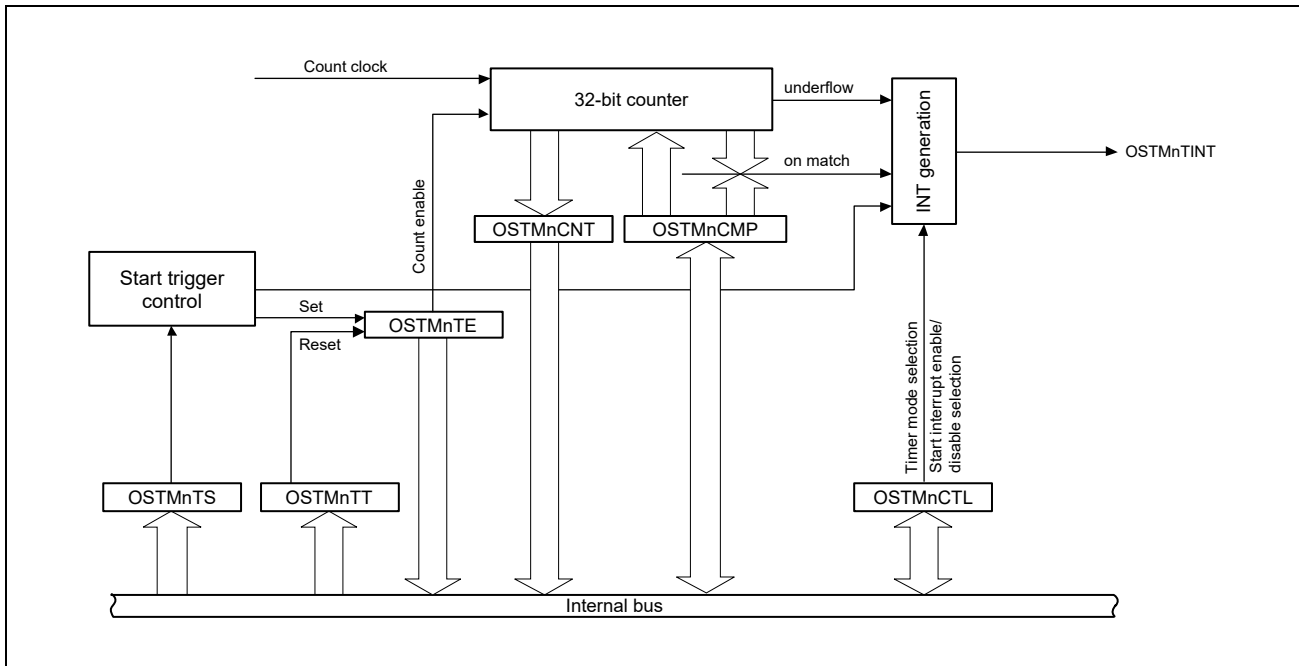 Count clock
32-bit counter
underflow
on match
INT generation
OSTMnTINT
Count enable
OSTMnCNT
OSTMnCMP
Start trigger
control
Set
OSTMnTE
Reset
Timer mode selection
Start interrupt enable/
disable selection
OSTMnTS
OSTMnTT
OSTMnCTL
Internal bus